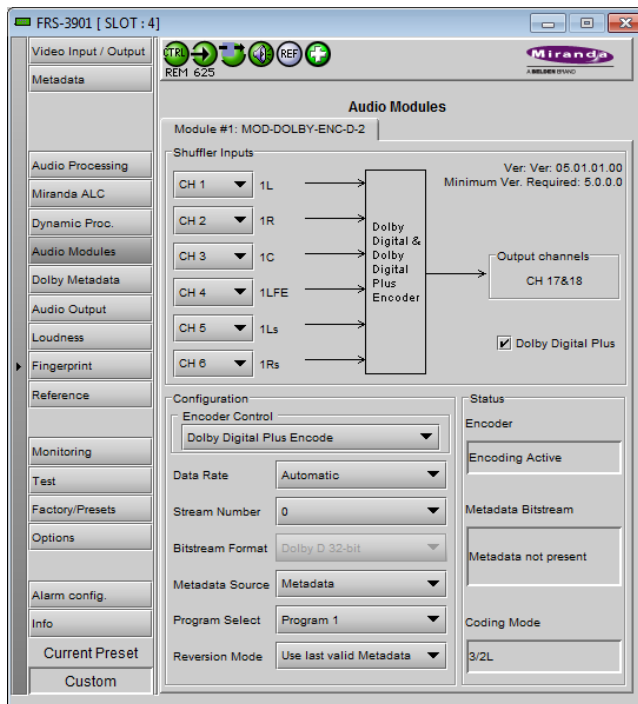 FRS-3901 [ SLOT : 4]
Video Input / Output
Metadata
Audio Processing
Miranda ALC
Dynamic Proc.
Audio Modules
Dolby Metadata
Audio Output
Loudness
Fingerprint
Reference
Monitoring
Test
Factory/Presets
Options
Alarm config.
Info
Current Preset
Custom
CTRL
REF
REM 625
Miranda
A BELDEN BRAND
Audio Modules
Module #1: MOD-DOLBY-ENC-D-2
Shuffler Inputs
Ver: Ver: 05.01.01.00
Minimum Ver. Required: 5.0.0.0
CH 1 1L
CH 2 1R
CH 3 1C
CH 4 1LFE
CH 5 1Ls
CH 6 1Rs
Dolby
Digital &
Dolby
Digital
Plus
Encoder
Output channels
CH 17&18
Dolby Digital Plus
Configuration
Encoder Control
Dolby Digital Plus Encode
Data Rate Automatic
Stream Number 0
Bitstream Format Dolby D 32-bit
Metadata Source Metadata
Program Select Program 1
Reversion Mode Use last valid Metadata
Status
Encoder
Encoding Active
Metadata Bitstream
Metadata not present
Coding Mode
3/2L